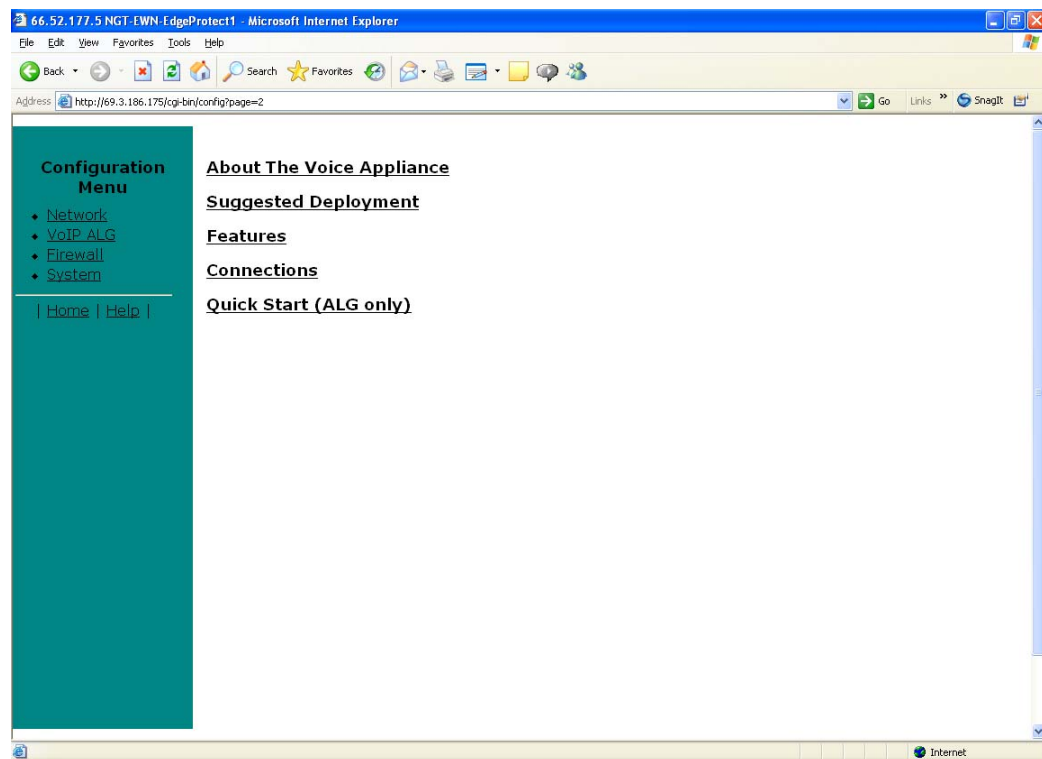 66.52.177.5 NGT-EWN-EdgeProtect1 - Microsoft Internet Explorer
File Edit View Favorites Tools Help
Back Search Favorites
Address http://69.3.186.175/cgi-bin/config?page=2 Go Links » SnagIt
Configuration
Menu
Network
VoIP ALG
Firewall
System
| Home | Help |
About The Voice Appliance
Suggested Deployment
Features
Connections
Quick Start (ALG only)
Internet